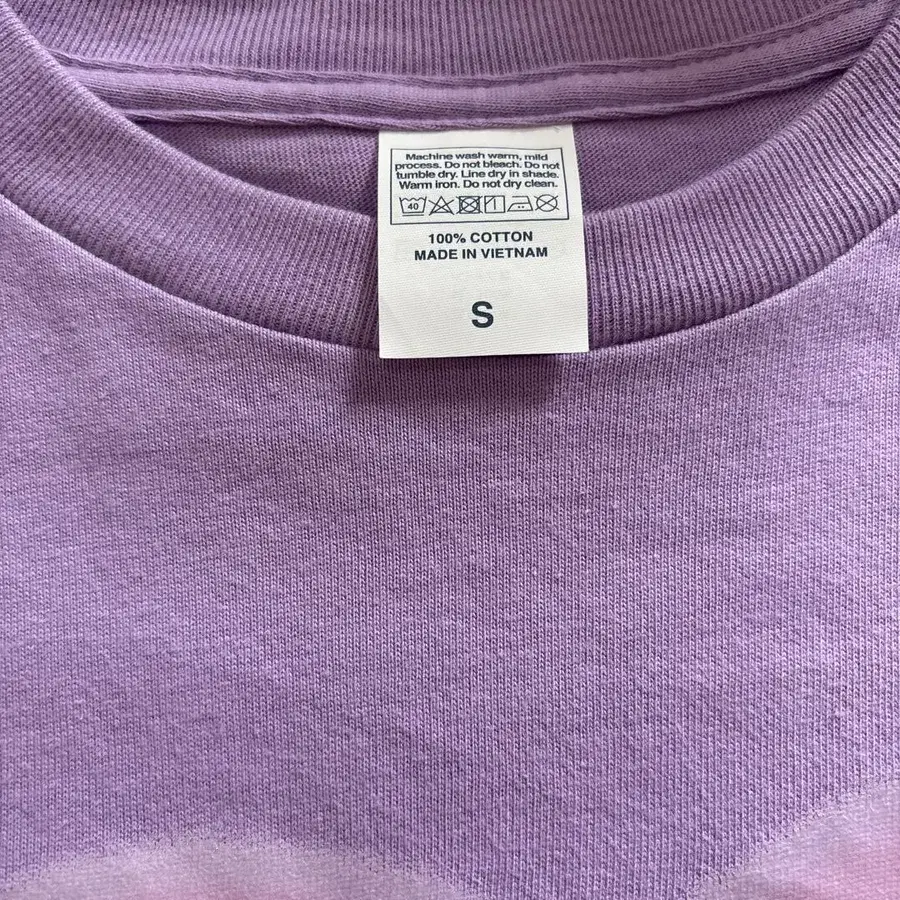 Machine wash warm, mild
process. Do not bleach. Do not
tumble dry. Line dry in shade.
Warm iron. Do not dry clean.
40
100% COTTON
MADE IN VIETNAM
S